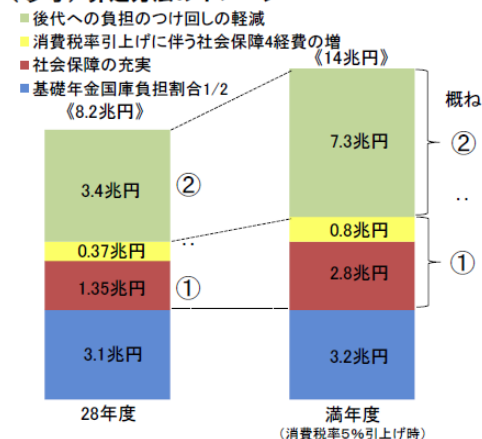 後代への負担のつけ回しの軽減
消費税率引上げに伴う社会保障4経費の増
社会保障の充実
基礎年金国庫負担割合1/2
《8.2兆円》
《14兆円》
概ね
3.4兆円
②
7.3兆円
②
0.37兆円
‥
0.8兆円
‥
1.35兆円
①
2.8兆円
①
3.1兆円
3.2兆円
28年度
満年度
(消費税率5%引上げ時)